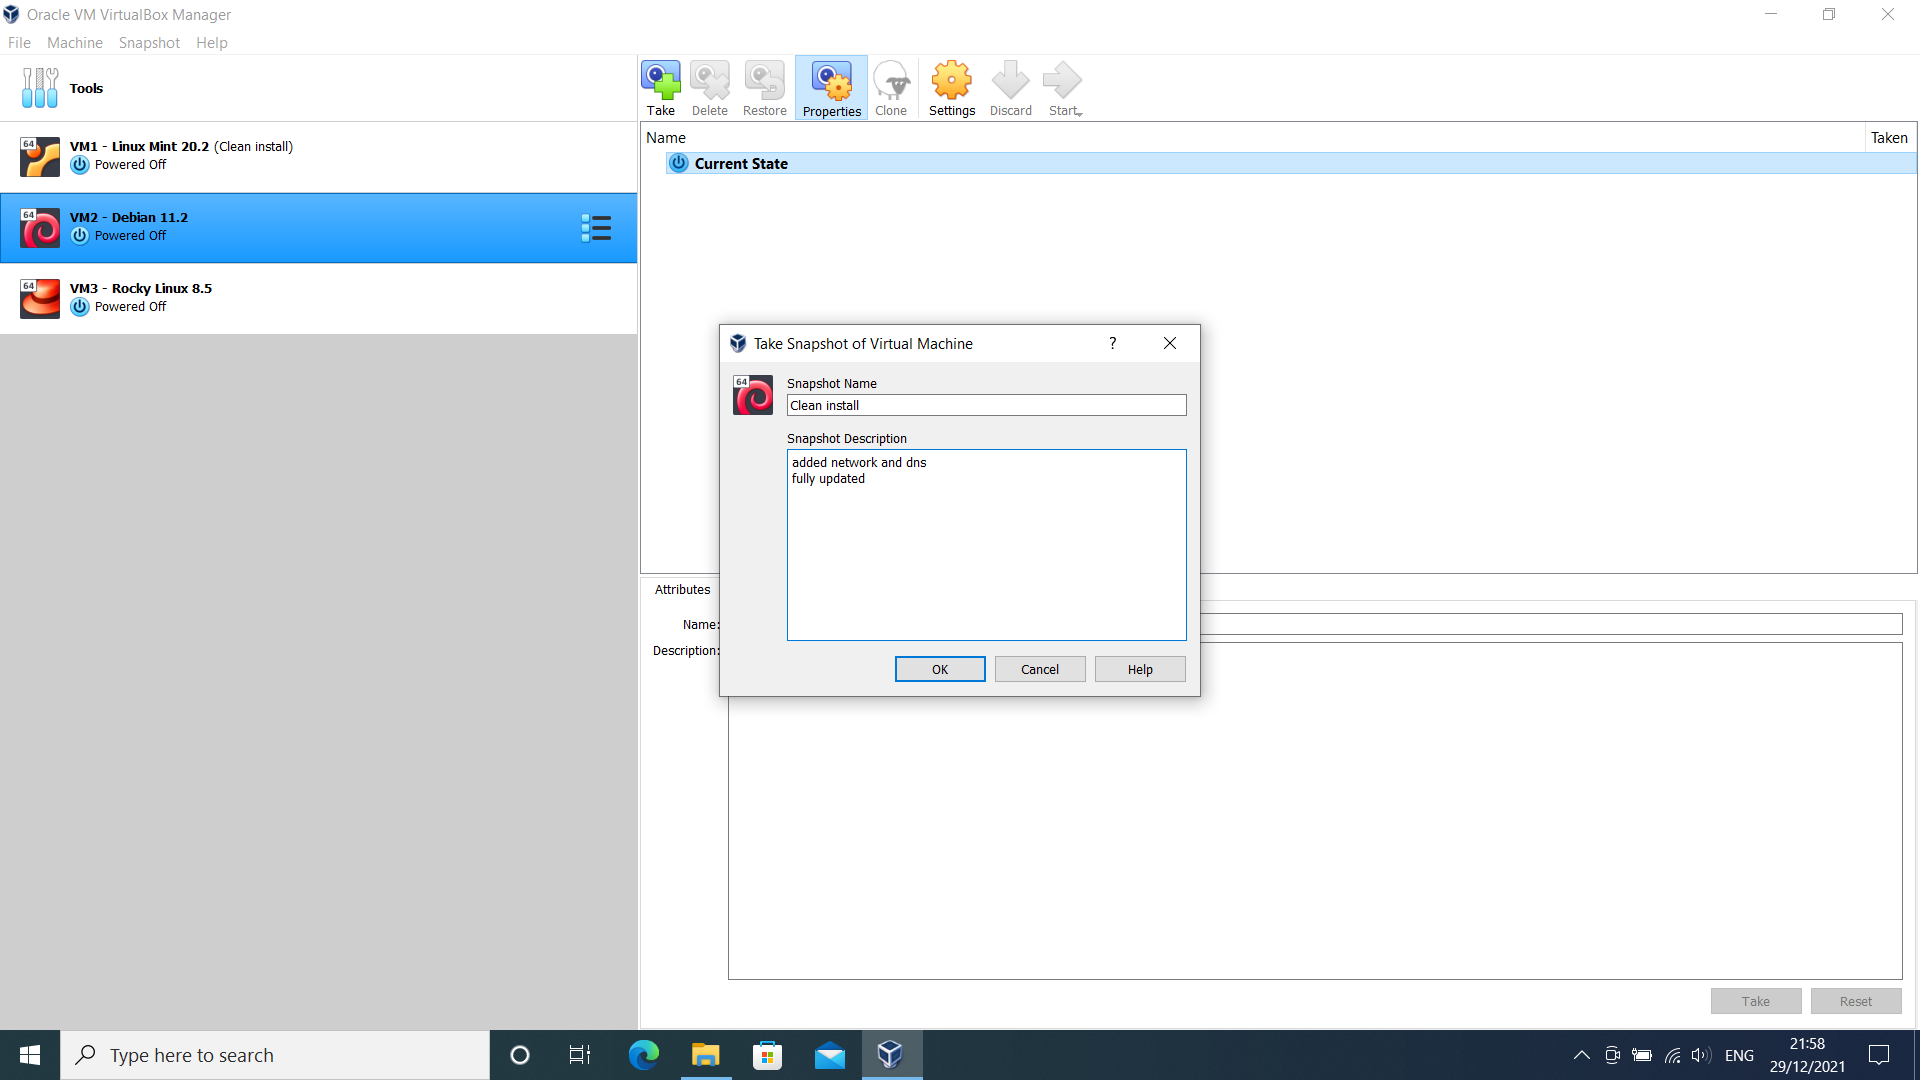 Oracle VM VirtualBox Manager
File Machine Snapshot Help
Tools
64
VM1 - Linux Mint 20.2 (Clean install)
Powered Off
64
VM2 - Debian 11.2
Powered Off
64
VM3 - Rocky Linux 8.5
Powered Off
Take Delete Restore Properties Clone Settings Discard Start
Name Taken
Current State
Take Snapshot of Virtual Machine ?
64
Snapshot Name
Clean install
Snapshot Description
added network and dns
fully updated
OK Cancel Help
Attributes
Name:
Description:
Take Reset
Type here to search
ENG
21:58
29/12/2021